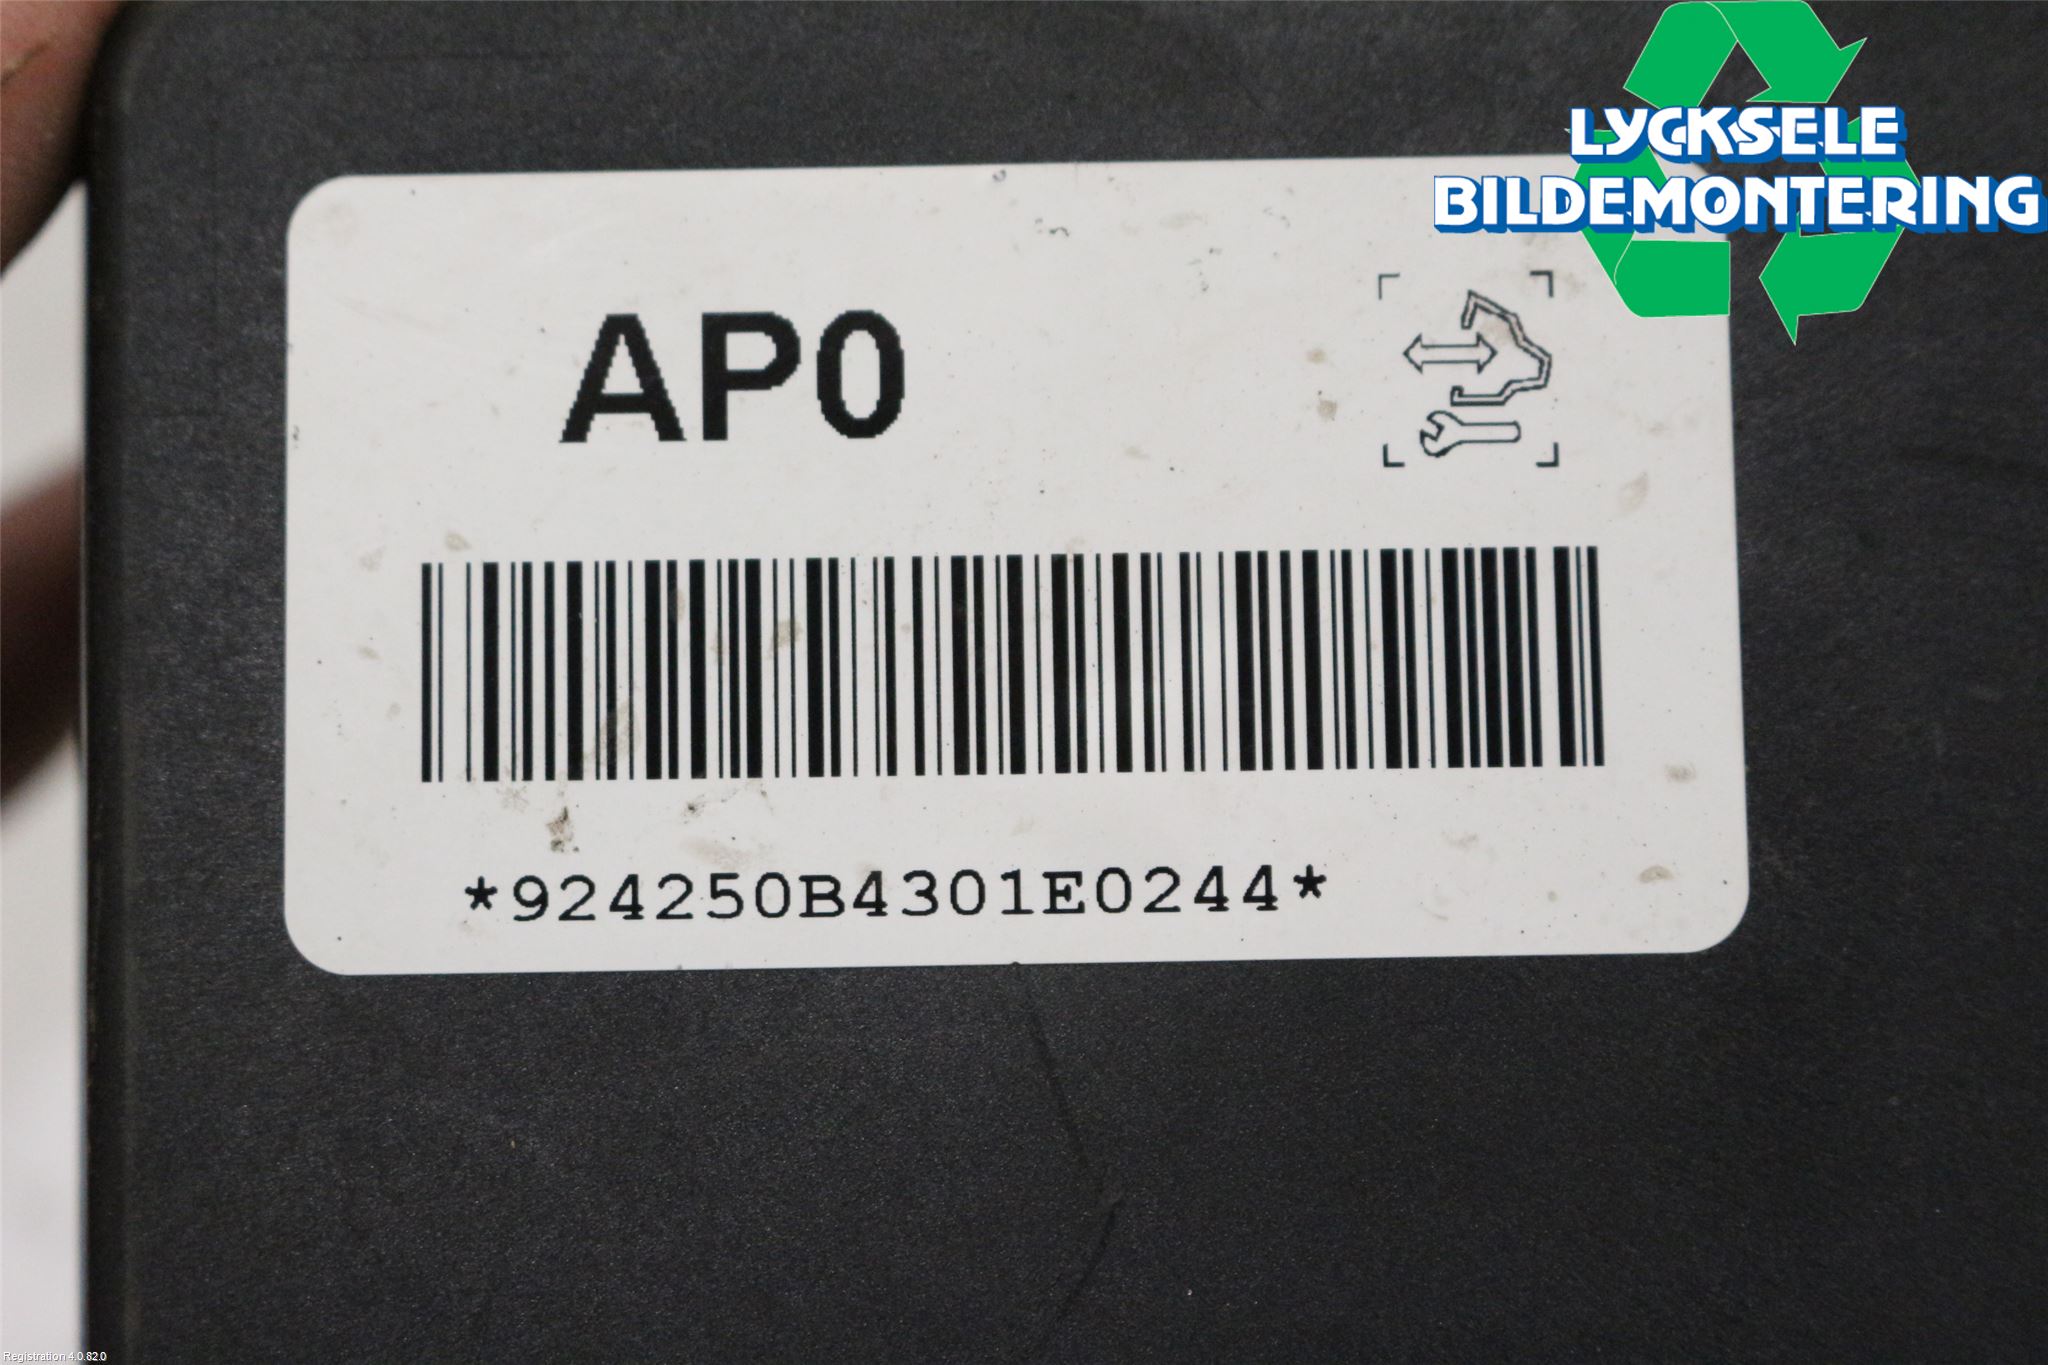 LYCKSELE
BILDEMONTERING
AP0
*924250B4301E0244*
Registration 4.0.82.0